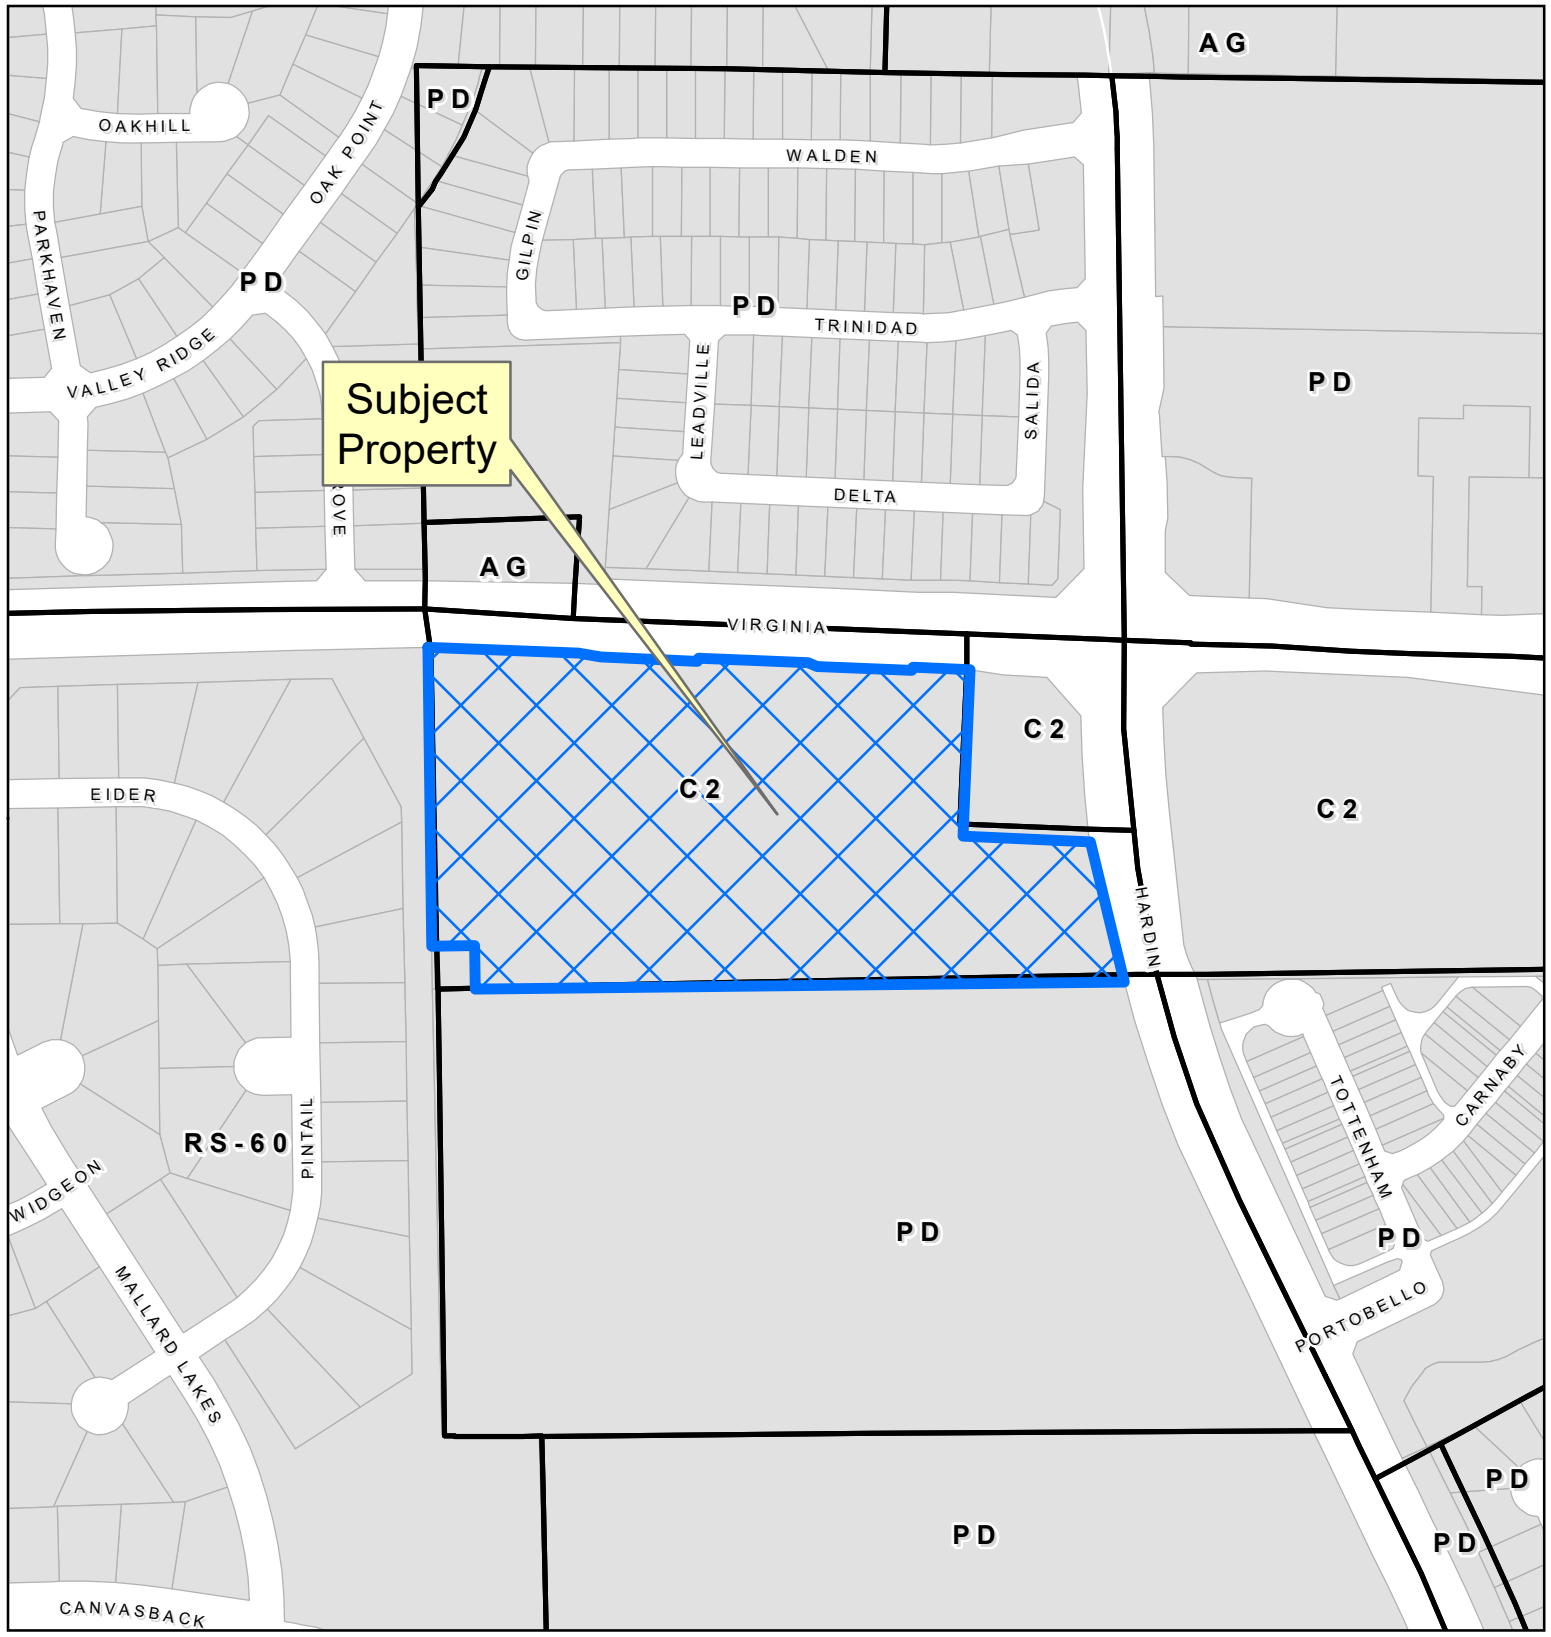 AG
PD
OAKHILL
OAK POINT
WALDEN
PARKHAVEN
GILPIN
PD
PD
TRINIDAD
VALLEY RIDGE
LEADVILLE
SALIDA
PD
Subject
Property
DELTA
ROVE
AG
VIRGINIA
C2
C2
EIDER
C2
HARDIN
RS-60
PINTAIL
TOTTENHAM
CARNABY
WIDGEON
PD
PD
MALLARD LAKES
PORTOBELLO
PD
PD
PD
CANVASBACK